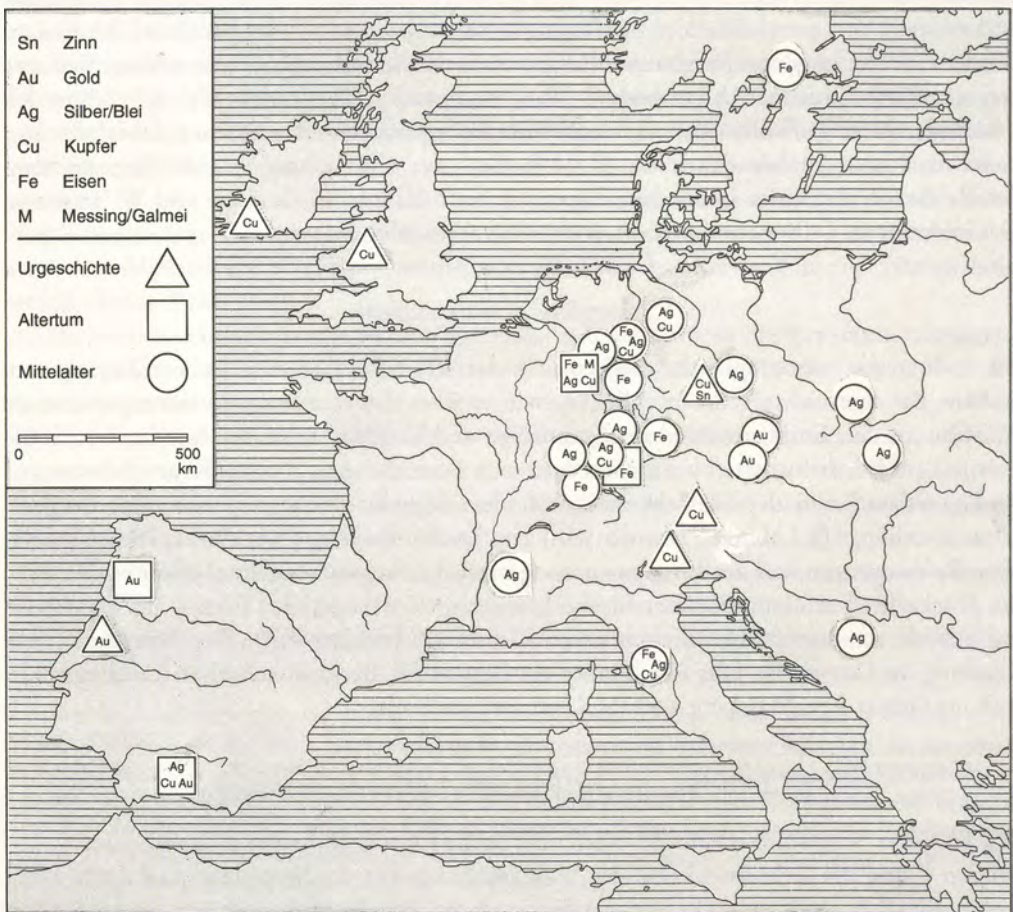 Sn Zinn
Au Gold
Ag Silber/Blei
Cu Kupfer
Fe Eisen
M Messing/Galmei
Urgeschichte
Altertum
Mittelalter
0 500
km
Fe
Cu
Cu
Ag
Cu
Fe
Ag
Cu
Ag
Fe M
Ag Cu
Fe
Cu
Sn
Ag
Ag
Ag
Fe
Au
Ag
Ag
Cu
Ag
Au
Fe
Fe
Cu
Cu
Ag
Au
Au
Ag
Fe
Ag
Cu
Ag
Cu Au